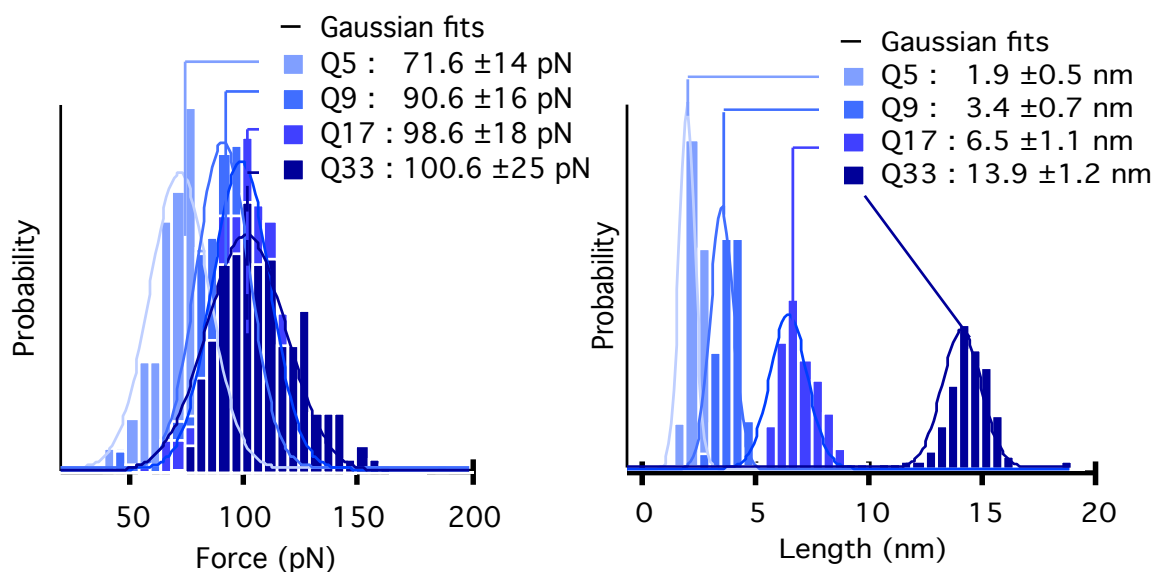 Gaussian fits
Q5 : 71.6 ±14 pN
Q9 : 90.6 ±16 pN
Q17 : 98.6 ±18 pN
Q33 : 100.6 ±25 pN
Probability
50 100 150 200
Force (pN)
Gaussian fits
Q5 : 1.9 ±0.5 nm
Q9 : 3.4 ±0.7 nm
Q17 : 6.5 ±1.1 nm
Q33 : 13.9 ±1.2 nm
Probability
0 5 10 15 20
Length (nm)